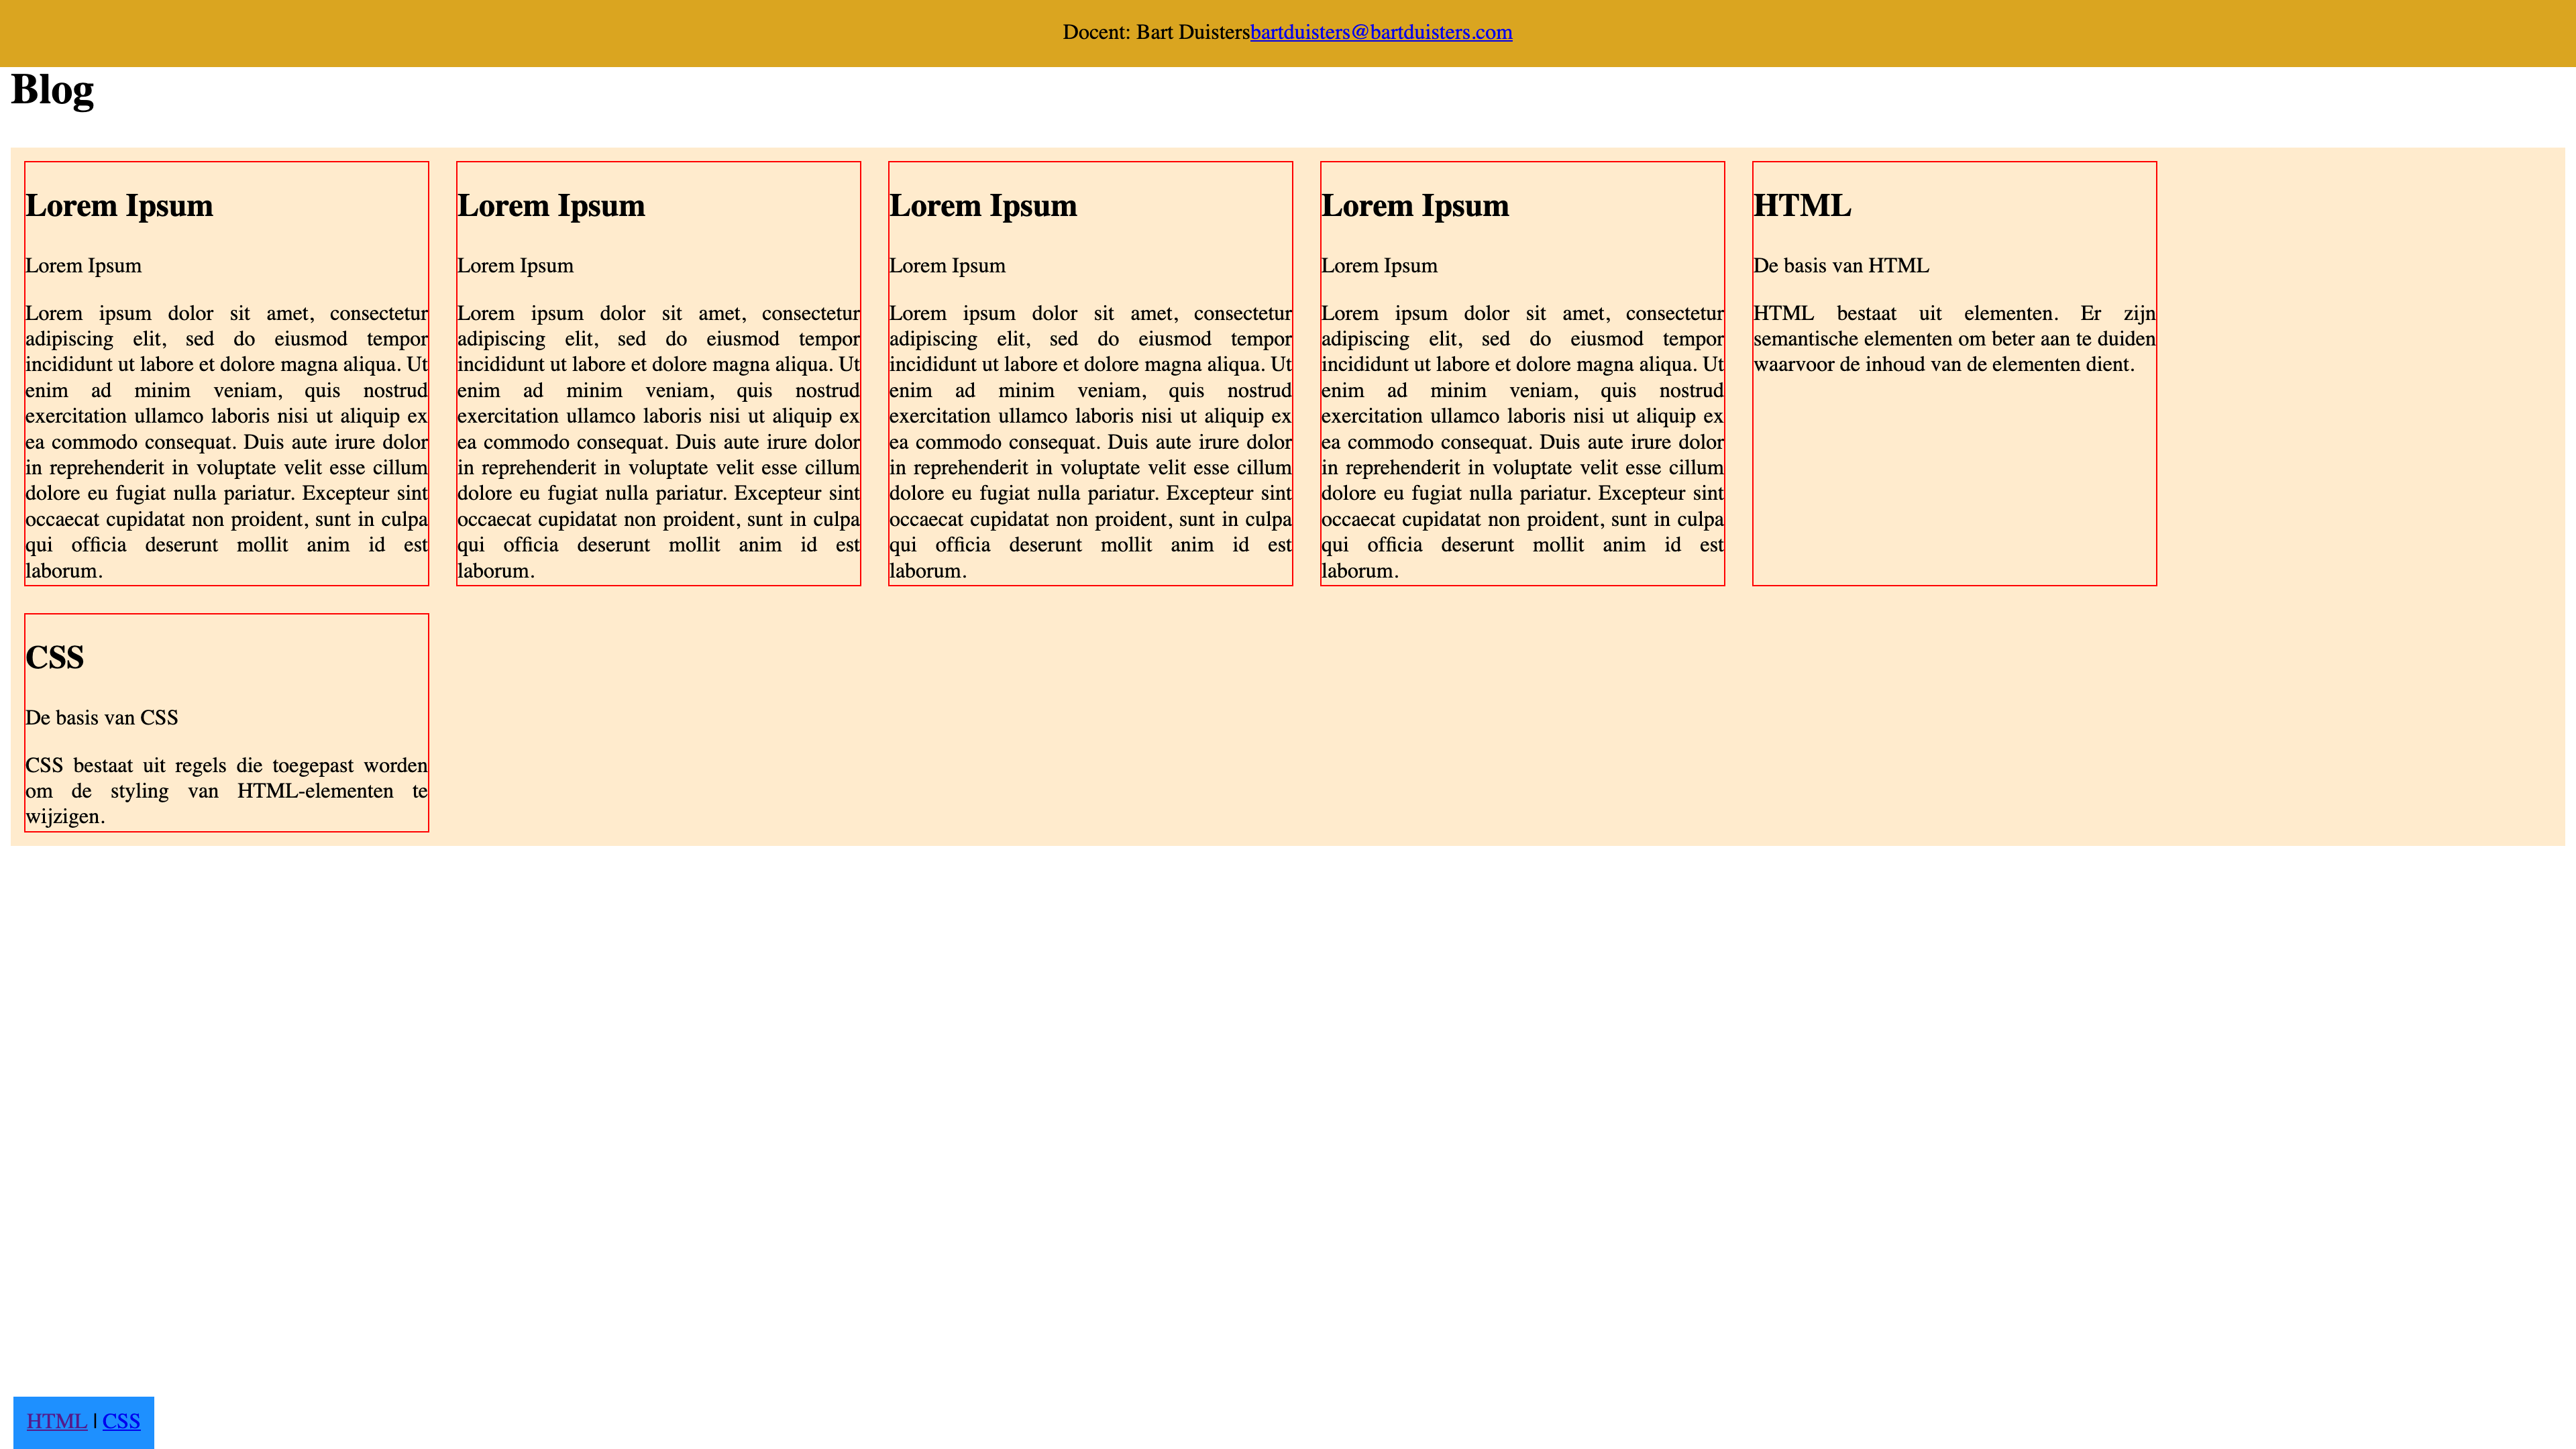 Docent: Bart Duistersbartduisters@bartduisters.com
Blog
Lorem Ipsum
Lorem Ipsum
Lorem ipsum dolor sit amet, consectetur
adipiscing elit, sed do eiusmod tempor
incididunt ut labore et dolore magna aliqua. Ut
enim ad minim veniam, quis nostrud
exercitation ullamco laboris nisi ut aliquip ex
ea commodo consequat. Duis aute irure dolor
in reprehenderit in voluptate velit esse cillum
dolore eu fugiat nulla pariatur. Excepteur sint
occaecat cupidatat non proident, sunt in culpa
qui officia deserunt mollit anim id est
laborum.
Lorem Ipsum
Lorem Ipsum
Lorem ipsum dolor sit amet, consectetur
adipiscing elit, sed do eiusmod tempor
incididunt ut labore et dolore magna aliqua. Ut
enim ad minim veniam, quis nostrud
exercitation ullamco laboris nisi ut aliquip ex
ea commodo consequat. Duis aute irure dolor
in reprehenderit in voluptate velit esse cillum
dolore eu fugiat nulla pariatur. Excepteur sint
occaecat cupidatat non proident, sunt in culpa
qui officia deserunt mollit anim id est
laborum.
Lorem Ipsum
Lorem Ipsum
Lorem ipsum dolor sit amet, consectetur
adipiscing elit, sed do eiusmod tempor
incididunt ut labore et dolore magna aliqua. Ut
enim ad minim veniam, quis nostrud
exercitation ullamco laboris nisi ut aliquip ex
ea commodo consequat. Duis aute irure dolor
in reprehenderit in voluptate velit esse cillum
dolore eu fugiat nulla pariatur. Excepteur sint
occaecat cupidatat non proident, sunt in culpa
qui officia deserunt mollit anim id est
laborum.
Lorem Ipsum
Lorem Ipsum
Lorem ipsum dolor sit amet, consectetur
adipiscing elit, sed do eiusmod tempor
incididunt ut labore et dolore magna aliqua. Ut
enim ad minim veniam, quis nostrud
exercitation ullamco laboris nisi ut aliquip ex
ea commodo consequat. Duis aute irure dolor
in reprehenderit in voluptate velit esse cillum
dolore eu fugiat nulla pariatur. Excepteur sint
occaecat cupidatat non proident, sunt in culpa
qui officia deserunt mollit anim id est
laborum.
HTML
De basis van HTML
HTML bestaat uit elementen. Er zijn
semantische elementen om beter aan te duiden
waarvoor de inhoud van de elementen dient.
CSS
De basis van CSS
CSS bestaat uit regels die toegepast worden
om de styling van HTML-elementen te
wijzigen.
HTML | CSS